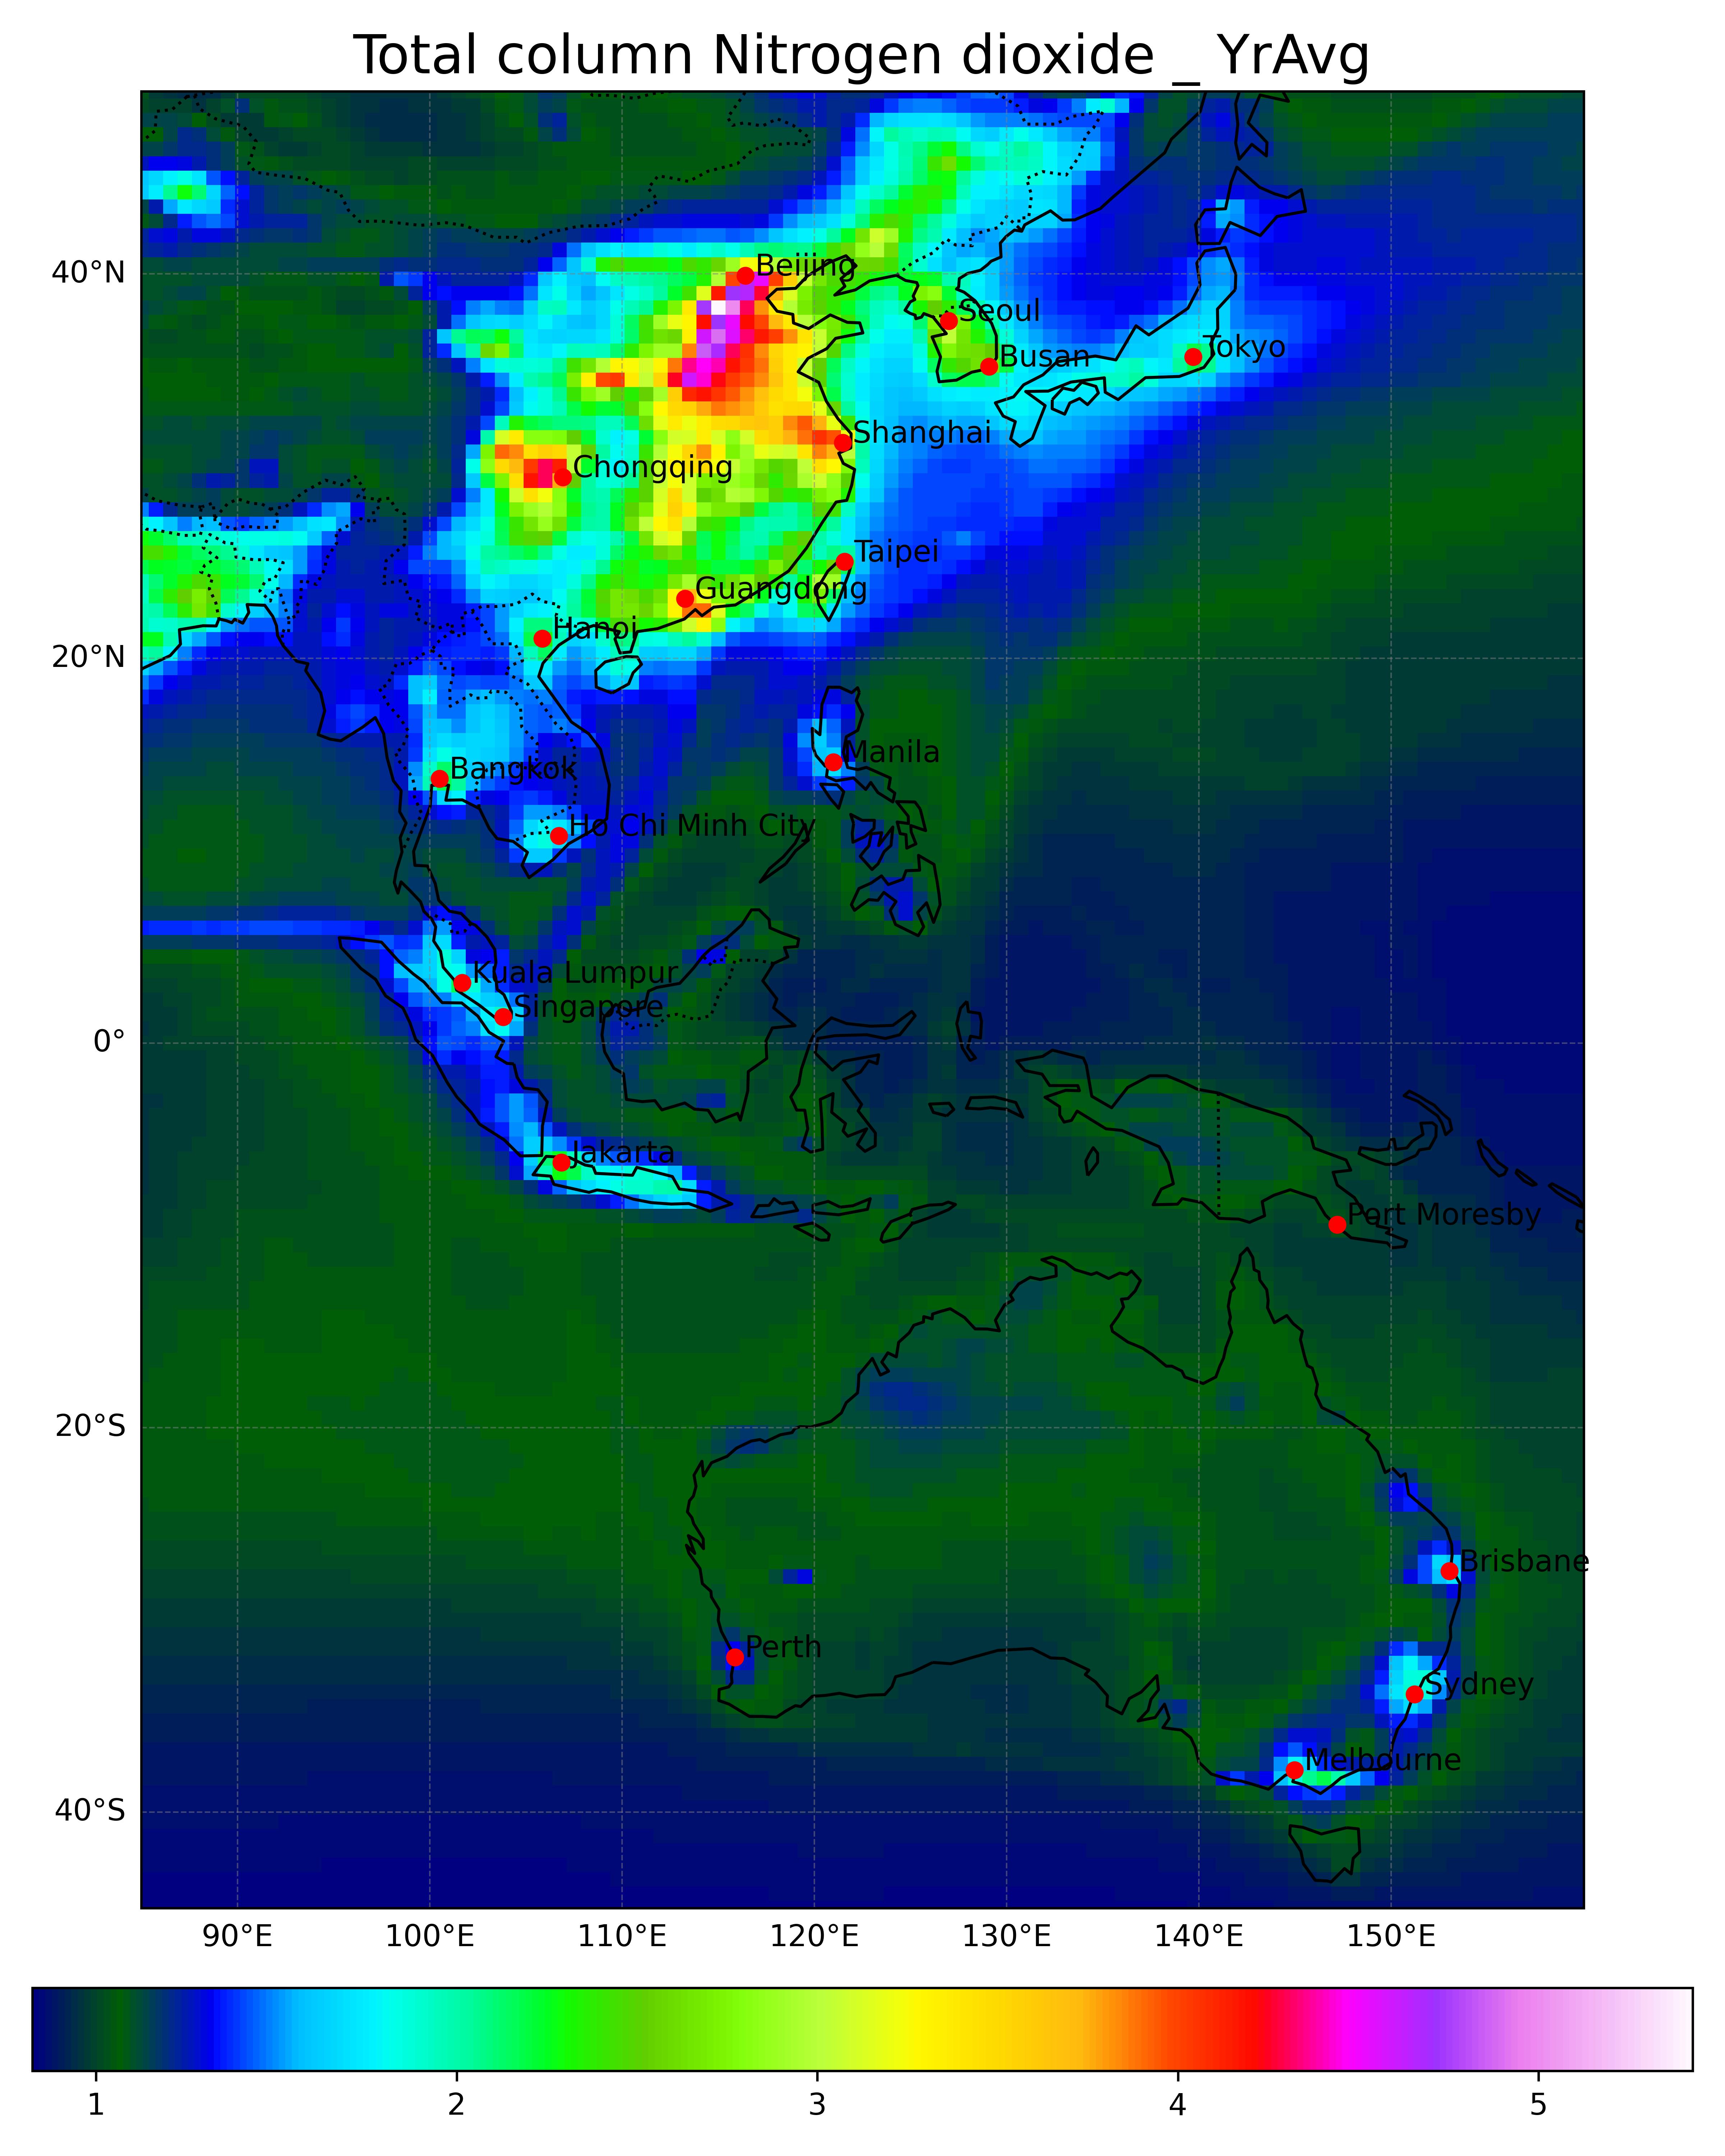 Total column Nitrogen dioxide _ YrAvg
40°N
20°N
0°
20°S
40°S
Beijing
Seoul
Busan
Tokyo
Shanghai
Chongqing
Taipei
Guangdong
Hanoi
Manila
Bangkok
Ho Chi Minh City
Kuala Lumpur
Singapore
Jakarta
Port Moresby
Brisbane
Perth
Sydney
Melbourne
90°E 100°E 110°E 120°E 130°E 140°E 150°E
1 2 3 4 5